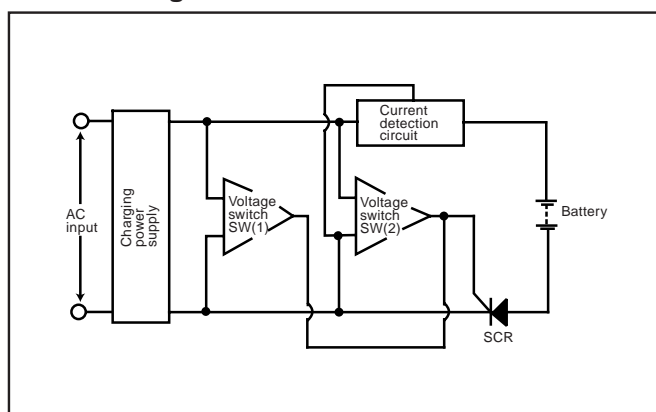 Current
detection
circuit
Charging
power
supply
AC
input
Voltage
switch
SW(1)
Voltage
switch
SW(2)
Battery
SCR